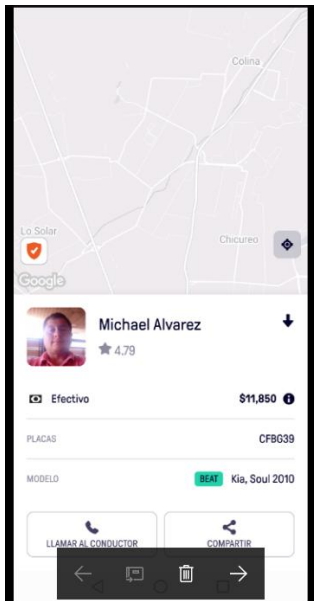 Colina
Lo Solar
Chicureo
Google
Michael Alvarez
4.79
Efectivo $11,850
PLACAS CFBG39
MODELO BEAT Kia, Soul 2010
LLAMAR AL CONDUCTOR COMPARTIR